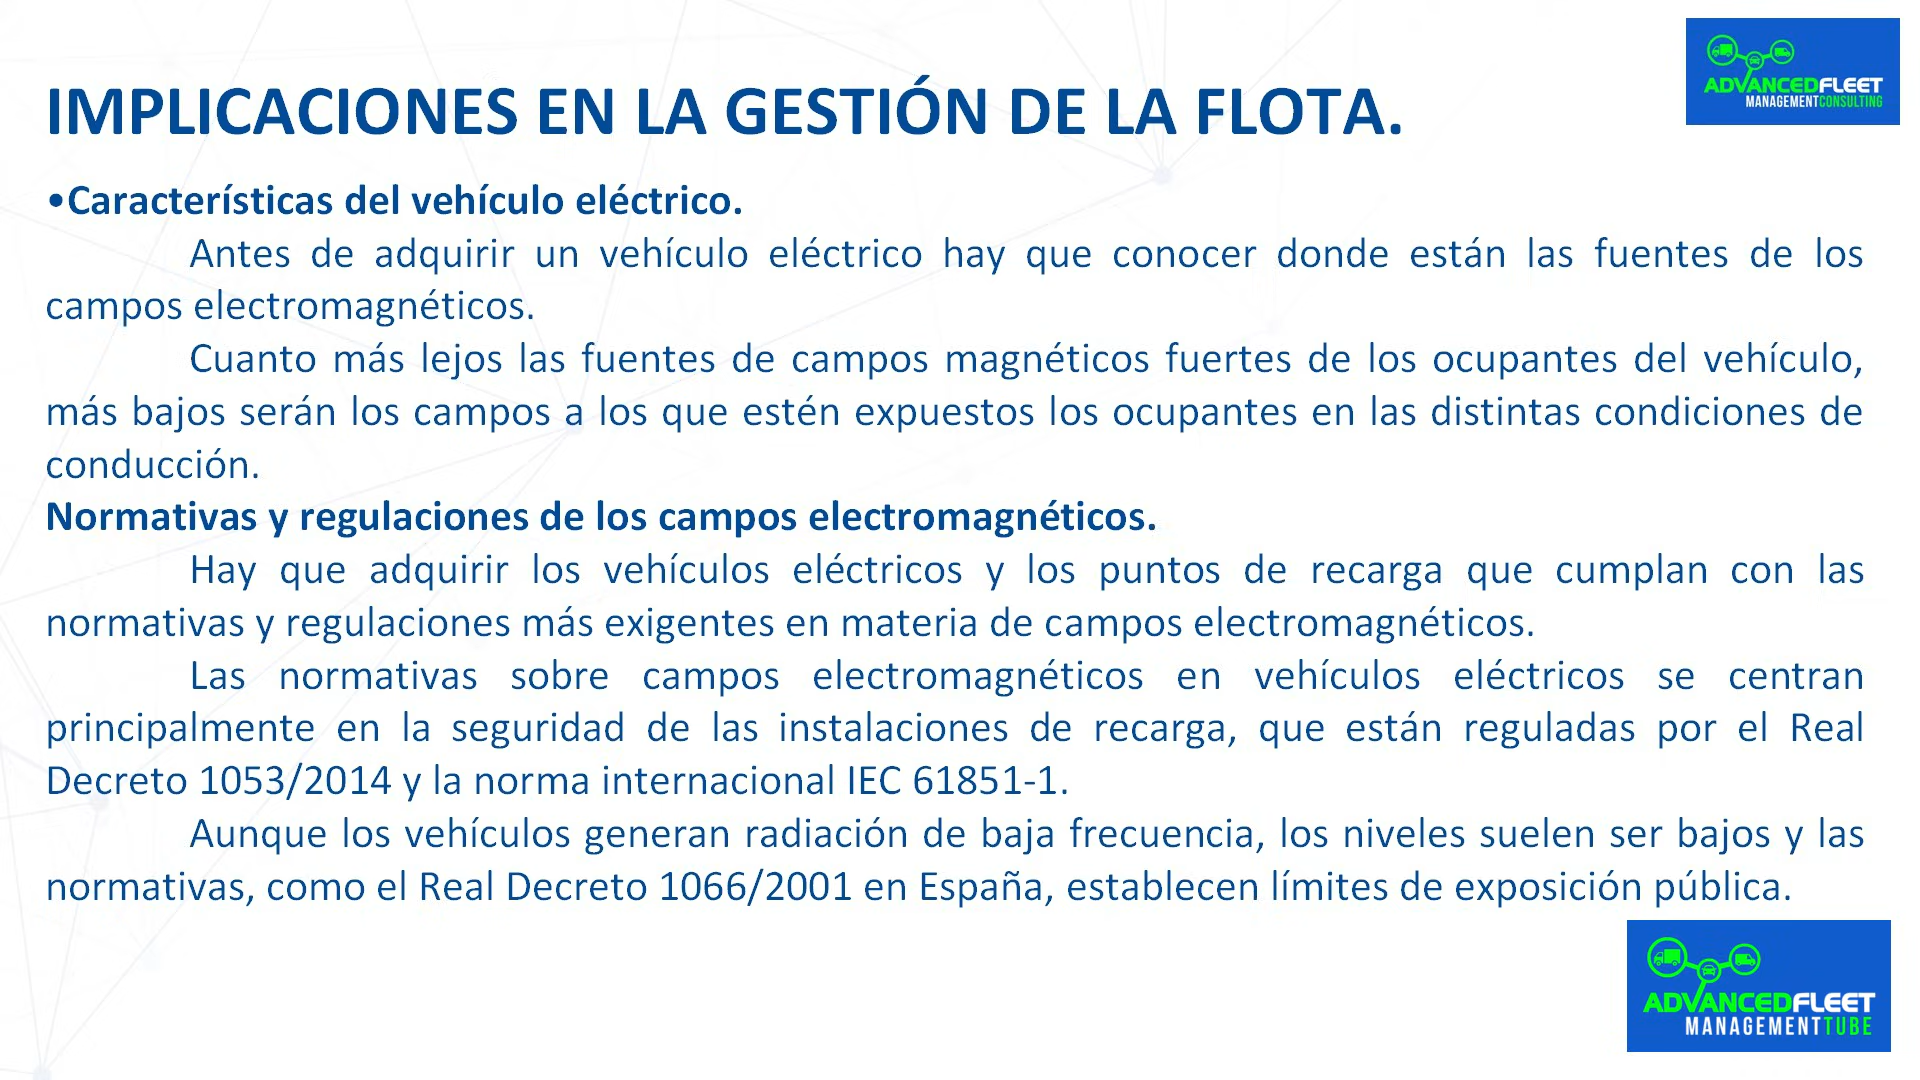 ADVANCEDFLEET
MANAGEMENTCONSULTING
IMPLICACIONES EN LA GESTIÓN DE LA FLOTA.
•Características del vehículo eléctrico.
Antes de adquirir un vehículo eléctrico hay que conocer donde están las fuentes de los
campos electromagnéticos.
Cuanto más lejos las fuentes de campos magnéticos fuertes de los ocupantes del vehículo,
más bajos serán los campos a los que estén expuestos los ocupantes en las distintas condiciones de
conducción.
Normativas y regulaciones de los campos electromagnéticos.
Hay que adquirir los vehículos eléctricos y los puntos de recarga que cumplan con las
normativas y regulaciones más exigentes en materia de campos electromagnéticos.
Las normativas sobre campos electromagnéticos en vehículos eléctricos se centran
principalmente en la seguridad de las instalaciones de recarga, que están reguladas por el Real
Decreto 1053/2014 y la norma internacional IEC 61851-1.
Aunque los vehículos generan radiación de baja frecuencia, los niveles suelen ser bajos y las
normativas, como el Real Decreto 1066/2001 en España, establecen límites de exposición pública.
ADVANCEDFLEET
MANAGEMENTTUBE